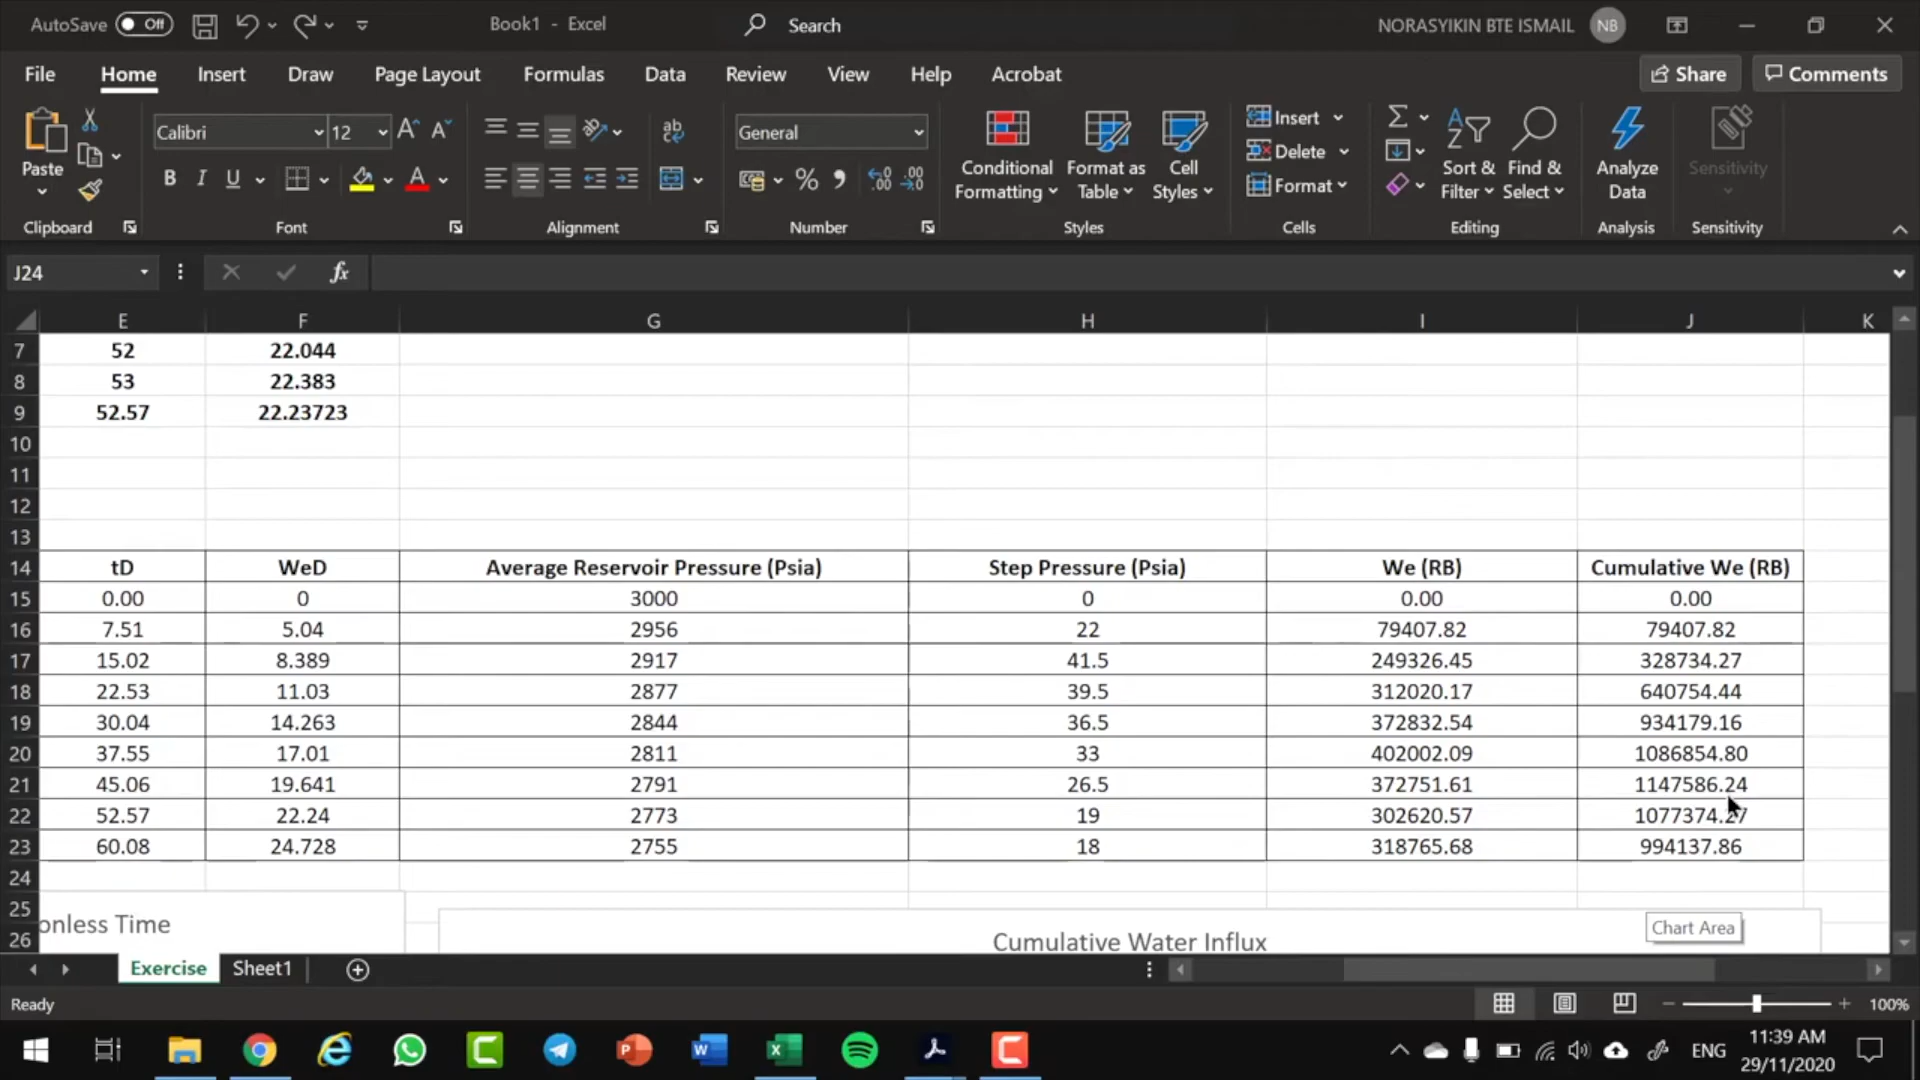 AutoSave Off Book1 - Excel Search NORASYIKIN BTE ISMAIL NB
File Home Insert Draw Page Layout Formulas Data Review View Help Acrobat Share Comments
Calibri 12 General
Paste
Conditional Formatting
Format as Table
Cell Styles
Insert
Delete
Format
Sort & Filter
Find & Select
Analyze Data
Sensitivity
Clipboard Font Alignment Number Styles Cells Editing Analysis Sensitivity
J24 fx
E F G H I J K
7 52 22.044
8 53 22.383
9 52.57 22.23723
10
11
12
13
14 tD WeD Average Reservoir Pressure (Psia) Step Pressure (Psia) We (RB) Cumulative We (RB)
15 0.00 0 3000 0 0.00 0.00
16 7.51 5.04 2956 22 79407.82 79407.82
17 15.02 8.389 2917 41.5 249326.45 328734.27
18 22.53 11.03 2877 39.5 312020.17 640754.44
19 30.04 14.263 2844 36.5 372832.54 934179.16
20 37.55 17.01 2811 33 402002.09 1086854.80
21 45.06 19.641 2791 26.5 372751.61 1147586.24
22 52.57 22.24 2773 19 302620.57 1077374.27
23 60.08 24.728 2755 18 318765.68 994137.86
24
25 onless Time Chart Area
26 Cumulative Water Influx
Exercise Sheet1
Ready 100%
ENG 11:39 AM
29/11/2020